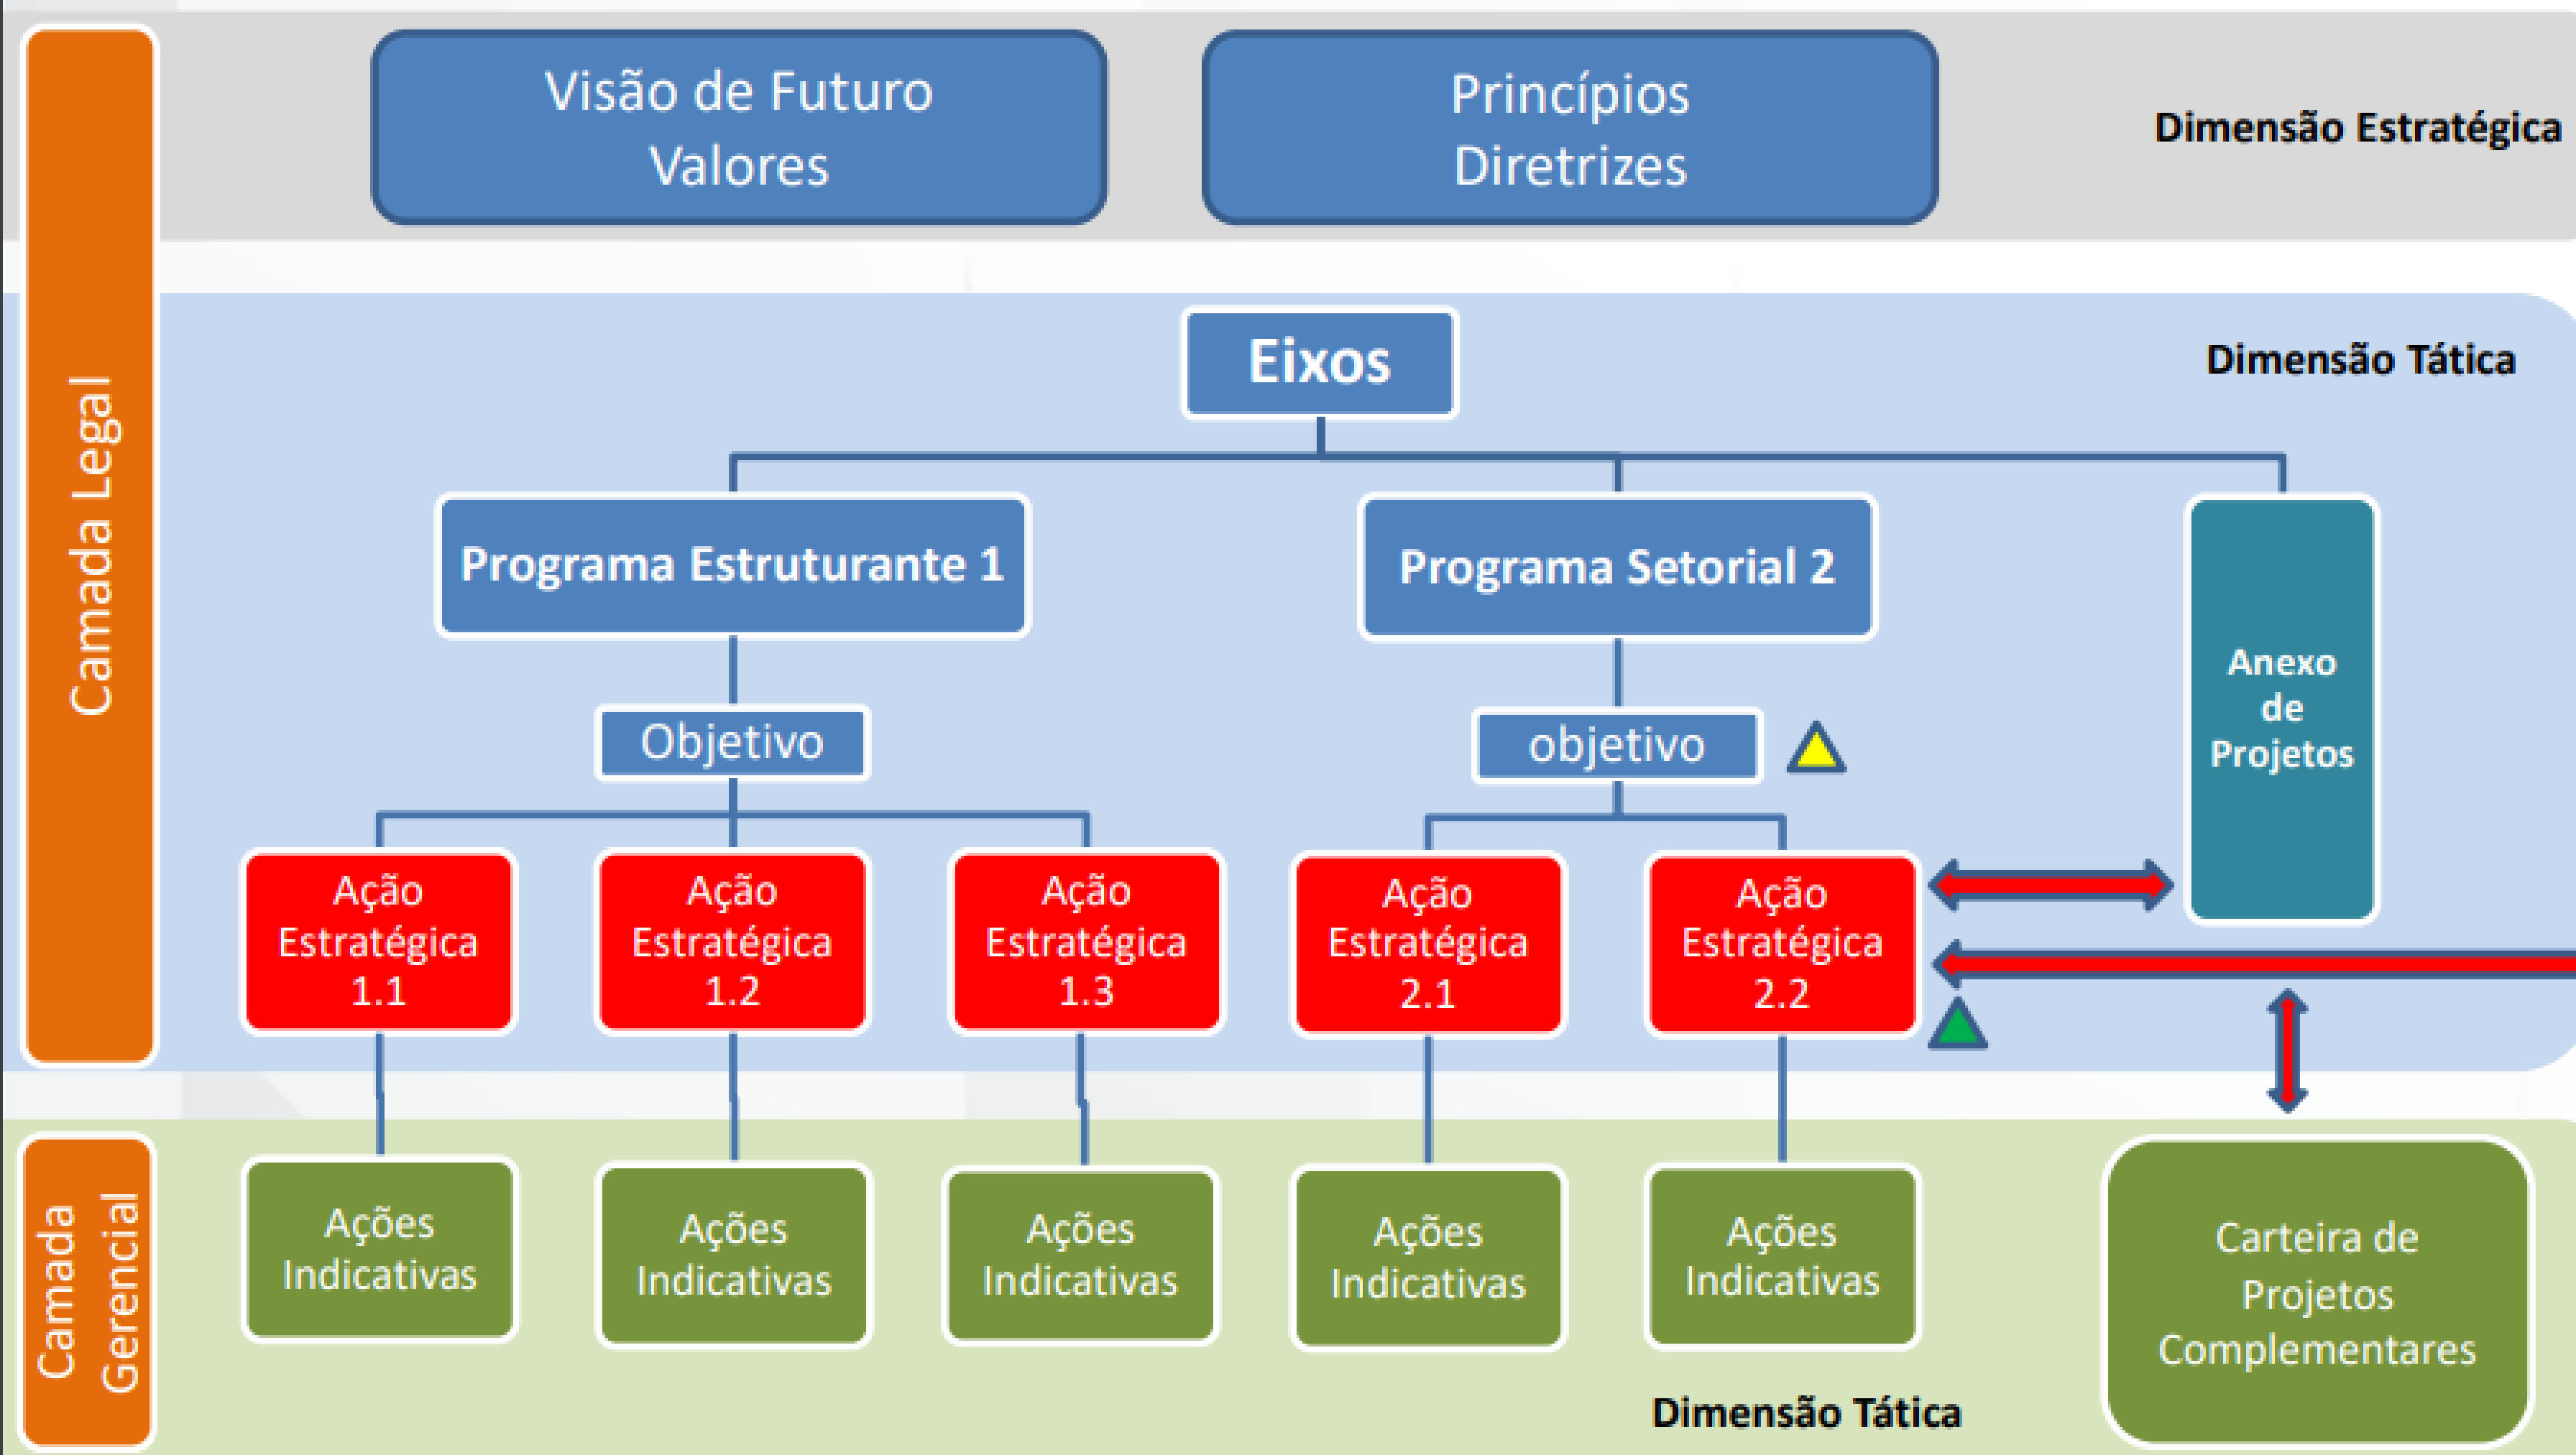 Camada Legal
Visão de Futuro
Valores
Princípios
Diretrizes
Dimensão Estratégica
Eixos
Dimensão Tática
Programa Estruturante 1
Programa Setorial 2
Anexo
de
Projetos
Objetivo
objetivo
Ação
Estratégica
1.1
Ação
Estratégica
1.2
Ação
Estratégica
1.3
Ação
Estratégica
2.1
Ação
Estratégica
2.2
Camada
Gerencial
Ações
Indicativas
Ações
Indicativas
Ações
Indicativas
Ações
Indicativas
Ações
Indicativas
Carteira de
Projetos
Complementares
Dimensão Tática